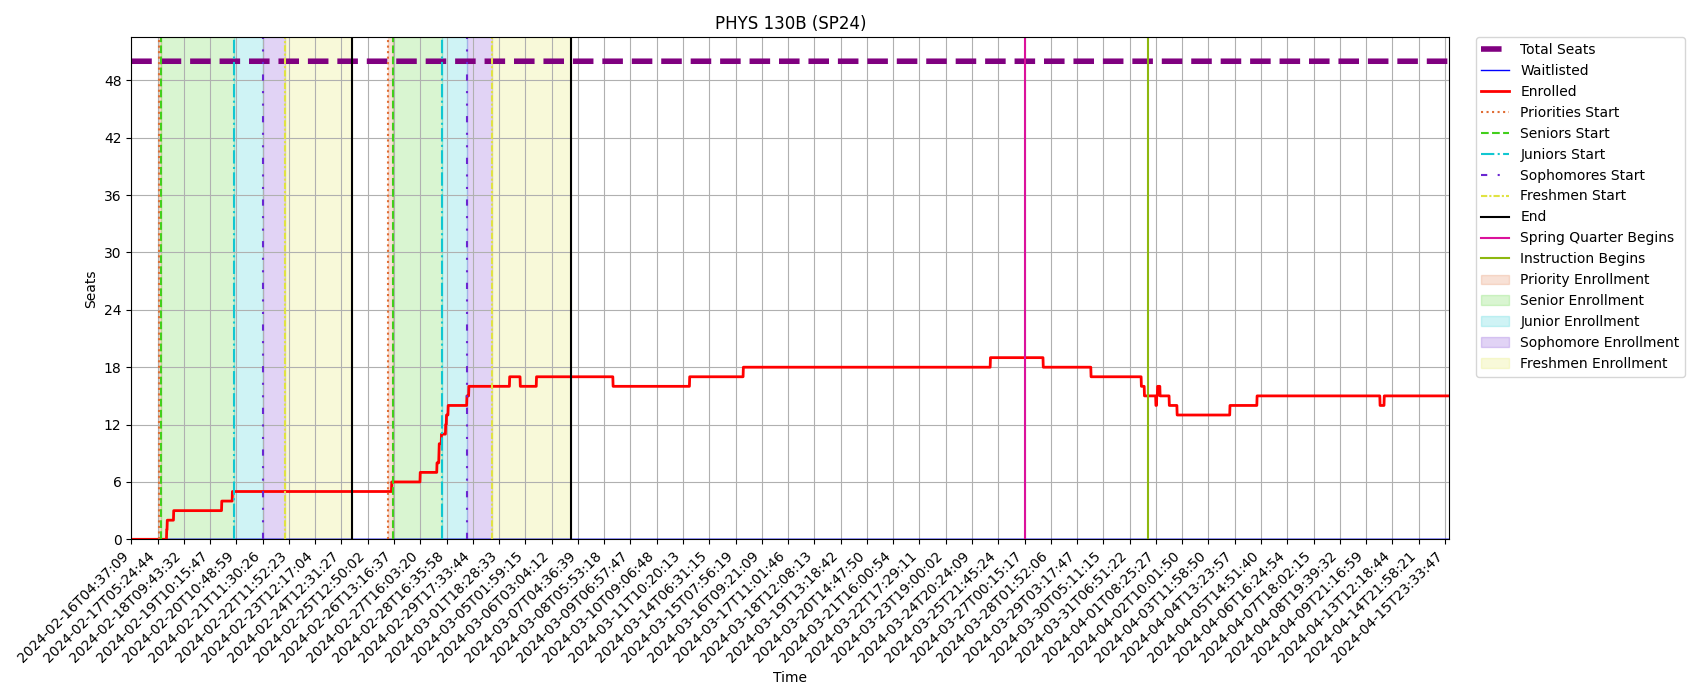 PHYS 130B (SP24)
Seats
48
42
36
30
24
18
12
6
0
2024-02-16T04:37:09
2024-02-17T05:24:44
2024-02-18T09:43:32
2024-02-19T10:15:47
2024-02-20T10:48:59
2024-02-21T11:30:26
2024-02-22T11:52:23
2024-02-23T12:17:04
2024-02-24T12:31:27
2024-02-25T12:50:02
2024-02-26T13:16:37
2024-02-27T16:03:20
2024-02-28T16:35:58
2024-02-29T17:33:44
2024-03-01T18:28:33
2024-03-05T01:59:15
2024-03-06T03:04:12
2024-03-07T04:36:39
2024-03-08T05:53:18
2024-03-09T06:57:47
2024-03-10T09:06:48
2024-03-11T10:20:13
2024-03-14T06:31:15
2024-03-15T07:56:19
2024-03-16T09:21:09
2024-03-17T11:01:46
2024-03-18T12:08:13
2024-03-19T13:18:42
2024-03-20T14:47:50
2024-03-21T16:00:54
2024-03-22T17:29:11
2024-03-23T19:00:02
2024-03-24T20:24:09
2024-03-25T21:45:24
2024-03-27T00:15:17
2024-03-28T01:52:06
2024-03-29T03:17:47
2024-03-30T05:11:15
2024-03-31T06:51:22
2024-04-01T08:25:27
2024-04-02T10:01:50
2024-04-03T11:58:50
2024-04-04T13:23:57
2024-04-05T14:51:40
2024-04-06T16:24:54
2024-04-07T18:02:15
2024-04-08T19:39:32
2024-04-09T21:16:59
2024-04-13T12:18:44
2024-04-14T21:58:21
2024-04-15T23:33:47
Time
Total Seats
Waitlisted
Enrolled
Priorities Start
Seniors Start
Juniors Start
Sophomores Start
Freshmen Start
End
Spring Quarter Begins
Instruction Begins
Priority Enrollment
Senior Enrollment
Junior Enrollment
Sophomore Enrollment
Freshmen Enrollment